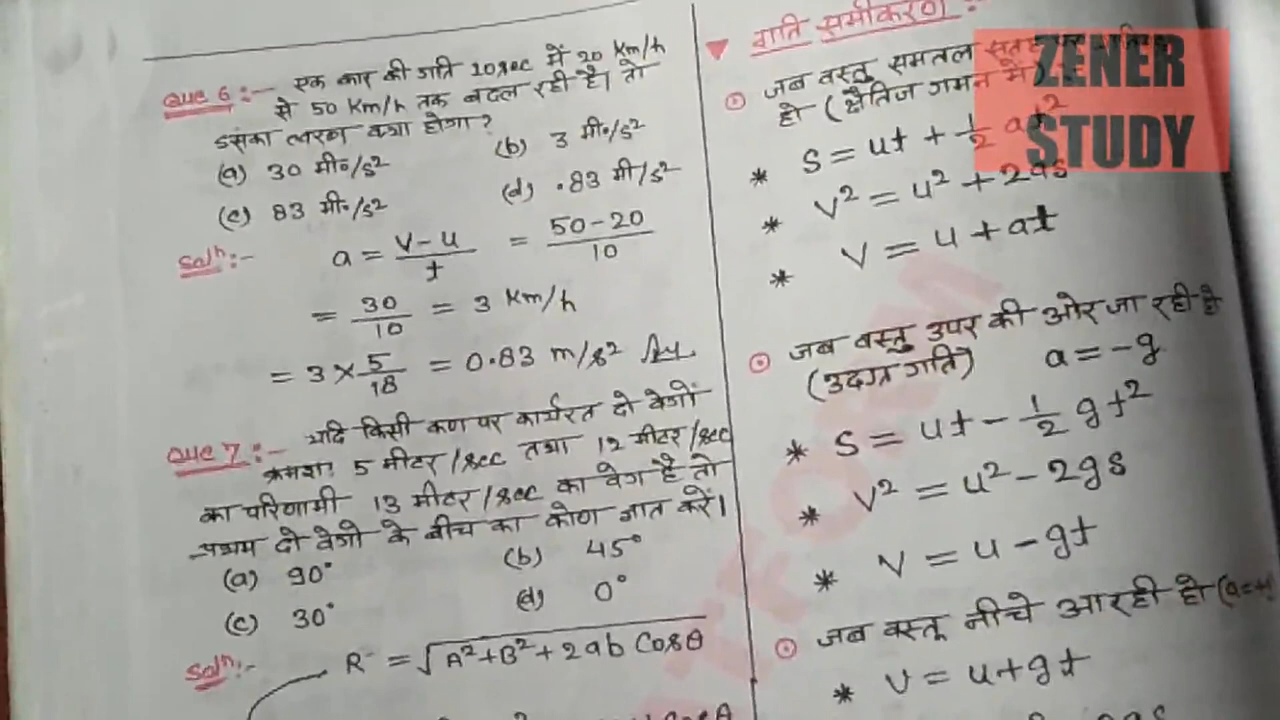 Que 6:- एक कार की गति 10sec में 20 Km/h
से 50 Km/h तक बदल रही है। तो
इसका त्वरण क्या होगा?
(a) 30 मी०/s² (b) 3 मी०/s²
(c) 83 मी०/s² (d) .83 मी/s²
Solⁿ:- a = v-u/t = 50-20/10
= 30/10 = 3 Km/h
= 3 × 5/18 = 0.83 m/s²
Que 7:- यदि किसी कण पर कार्यरत दो वेगों
क्रमशः 5 मीटर/sec तथा 12 मीटर/sec
का परिणामी 13 मीटर/sec का वेग है तो
प्रथम दो वेगो के बीच का कोण ज्ञात करें।
(a) 90° (b) 45°
(c) 30° (d) 0°
Solⁿ:- R = √A²+B²+2ab Cosθ
गति समीकरण :-
जब वस्तु समतल
हो (क्षैतिज गमन में)
* S = ut + ½ at²
* v² = u² + 2as
* v = u + at
जब वस्तु उपर की ओर जा रही हो
(उदग्र गति) a = -g
* S = ut - ½ gt²
* v² = u² - 2gs
* v = u - gt
जब वस्तु नीचे आ रही हो
* v = u+gt
ZENER
STUDY